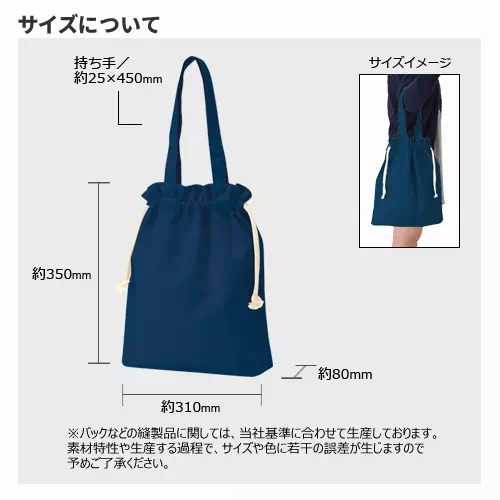 サイズについて
持ち手／
約25×450mm
サイズイメージ
約350mm
約80mm
約310mm
※バックなどの縫製品に関しては、当社基準に合わせて生産しております。
素材特性や生産する過程で、サイズや色に若干の誤差が生じますので
予めご了承ください。